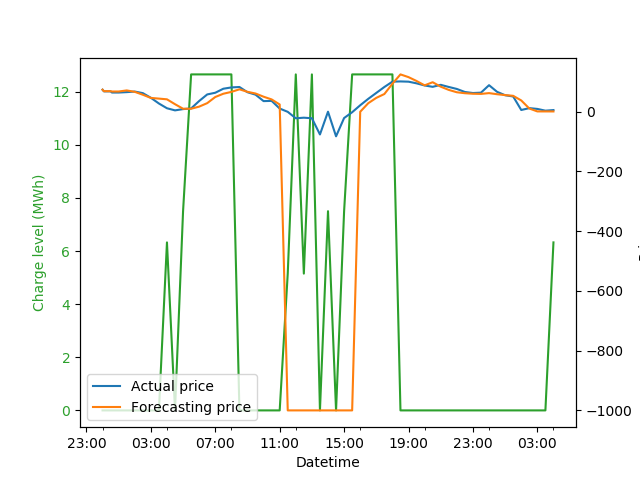 12
10
8
6
4
2
0
Charge level (MWh)
0
−200
−400
−600
−800
−1000
Actual price
Forecasting price
23:00 03:00 07:00 11:00 15:00 19:00 23:00 03:00
Datetime